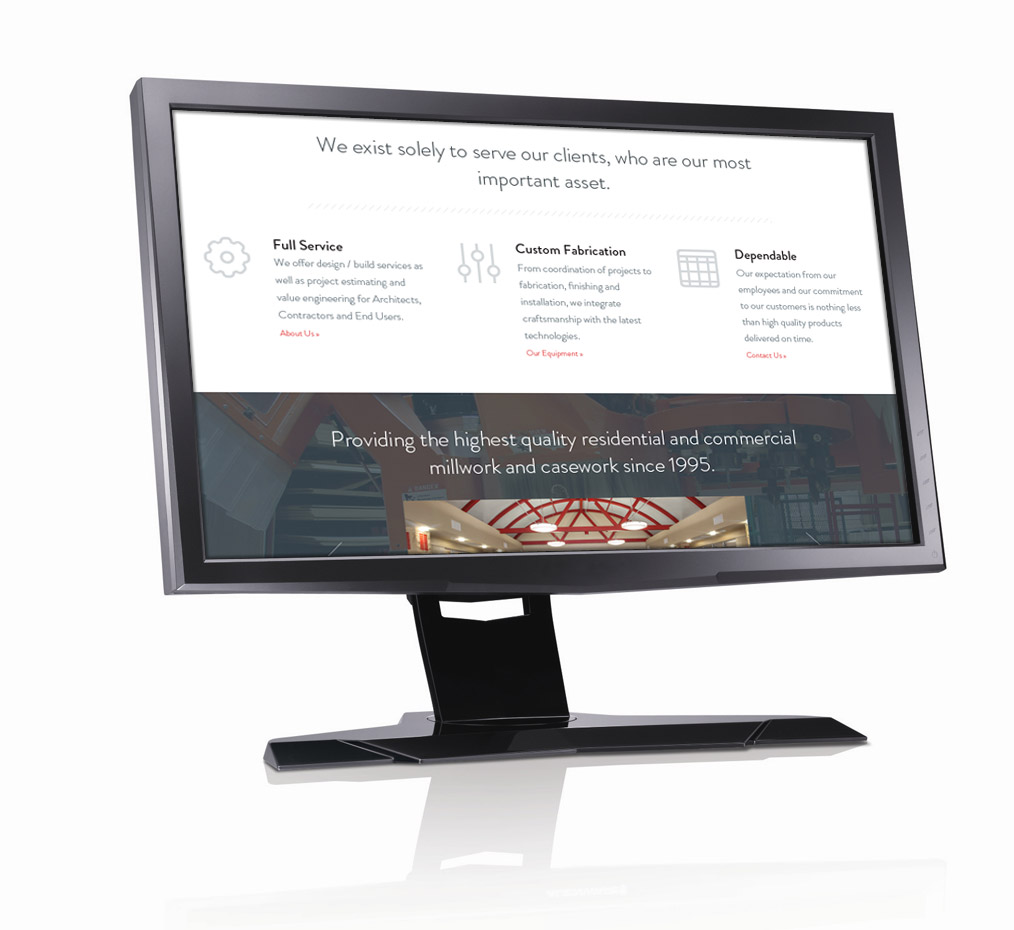 We exist solely to serve our clients, who are our most
important asset.
Full Service
We offer design / build services as
well as project estimating and
value engineering for Architects,
Contractors and End Users.
About Us »
Custom Fabrication
From coordination of projects to
fabrication, finishing and
installation, we integrate
craftsmanship with the latest
technologies.
Our Equipment »
Dependable
Our expectation from our
employees and our commitment
to our customers is nothing less
than high quality products
delivered on time.
Contact Us »
Providing the highest quality residential and commercial
millwork and casework since 1995.